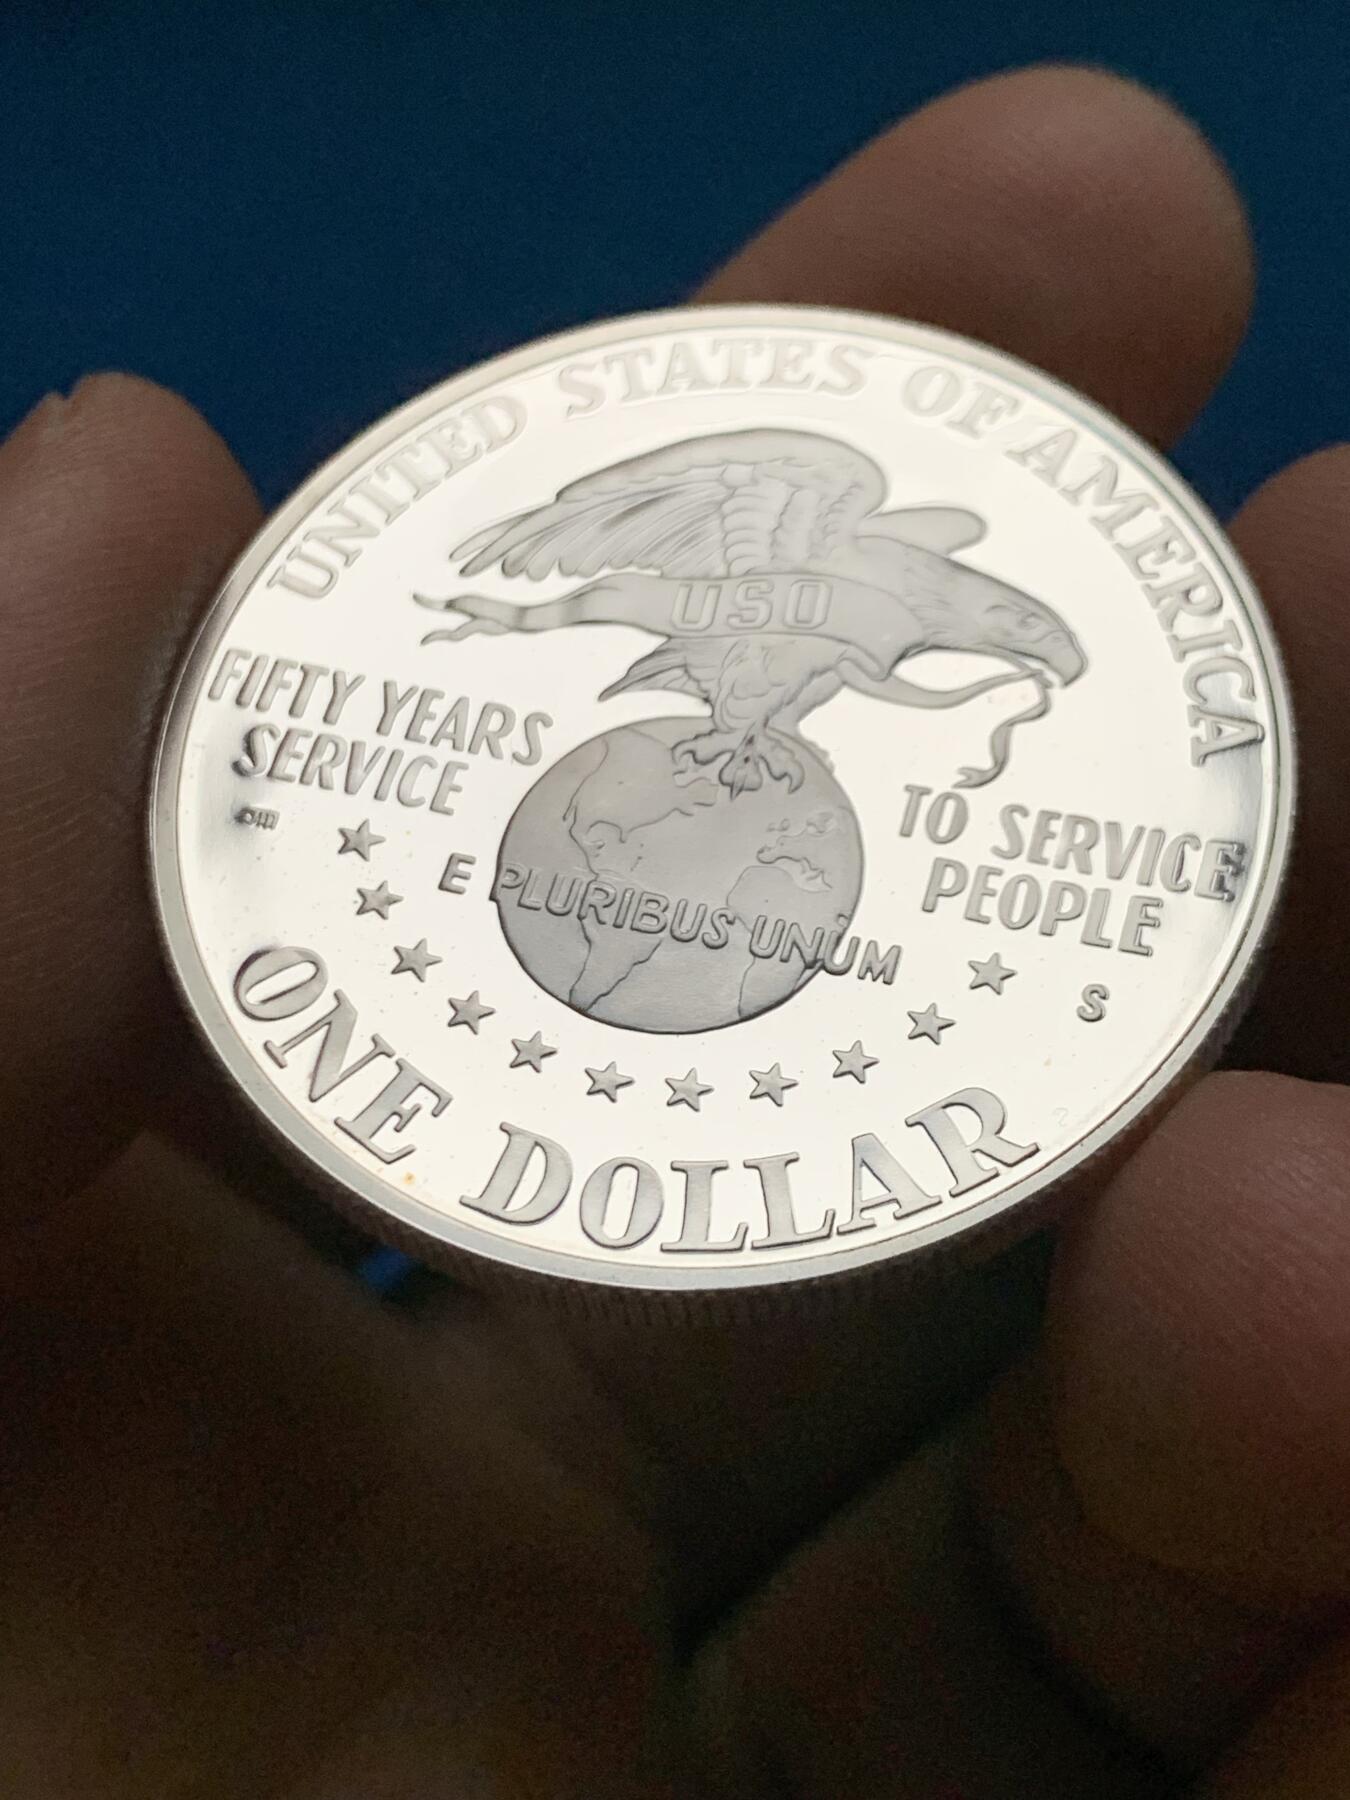 UNITED STATES OF AMERICA
USO
FIFTY YEARS
SERVICE
TO SERVICE
PEOPLE
E PLURIBUS UNUM
S
ONE DOLLAR